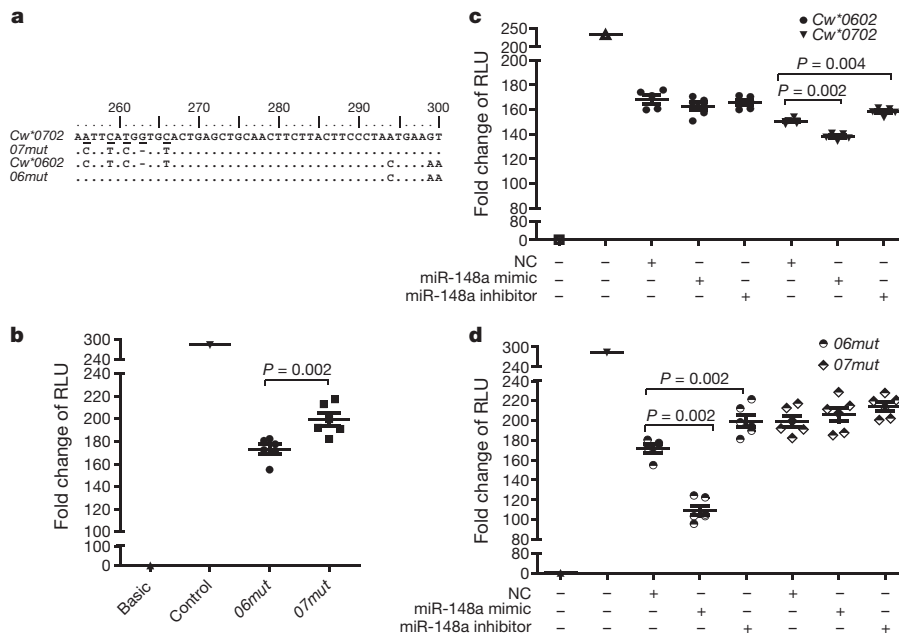 a
260 270 280 290 300
Cw*0702 AATTCATGGTGCACTGAGCTGCAACTTCTTACTTCCCTAATGAAGT
07mut .C..T.C.-..T..................................
Cw*0602 .C..T.C.-..T...........................C....AA
06mut .......................................C....AA
b
Fold change of RLU
300
240
220
200
180
160
140
120
100
100
0
P = 0.002
Basic
Control
06mut
07mut
c
Fold change of RLU
250
200
200
180
160
140
120
100
80
80
0
Cw*0602
Cw*0702
P = 0.004
P = 0.002
NC – – + – – + – –
miR-148a mimic – – – + – – + –
miR-148a inhibitor – – – – + – – +
d
Fold change of RLU
300
240
220
200
180
160
140
120
100
80
80
0
06mut
07mut
P = 0.002
P = 0.002
NC – – + – – + – –
miR-148a mimic – – – + – – + –
miR-148a inhibitor – – – – + – – +